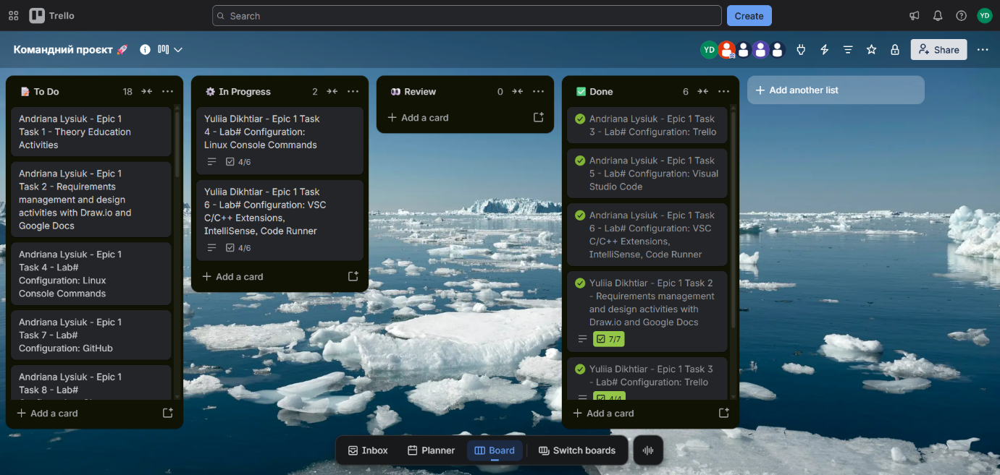 Trello
Search
Create
YD
Командний проєкт 🚀
YD
Share
To Do
18
Andriana Lysiuk - Epic 1
Task 1 - Theory Education
Activities
Andriana Lysiuk - Epic 1
Task 2 - Requirements
management and design
activities with Draw.io and
Google Docs
Andriana Lysiuk - Epic 1
Task 4 - Lab#
Configuration: Linux
Console Commands
Andriana Lysiuk - Epic 1
Task 7 - Lab#
Configuration: GitHub
Andriana Lysiuk - Epic 1
Task 8 - Lab#
Add a card
In Progress
2
Yuliia Dikhtiar - Epic 1 Task
4 - Lab# Configuration:
Linux Console Commands
4/6
Yuliia Dikhtiar - Epic 1 Task
6 - Lab# Configuration: VSC
C/C++ Extensions,
IntelliSense, Code Runner
4/6
Add a card
Review
0
Add a card
Done
6
Andriana Lysiuk - Epic 1 Task
3 - Lab# Configuration: Trello
Andriana Lysiuk - Epic 1 Task
5 - Lab# Configuration: Visual
Studio Code
Andriana Lysiuk - Epic 1 Task
6 - Lab# Configuration: VSC
C/C++ Extensions,
IntelliSense, Code Runner
Yuliia Dikhtiar - Epic 1 Task 2
- Requirements management
and design activities with
Draw.io and Google Docs
7/7
Yuliia Dikhtiar - Epic 1 Task 3
- Lab# Configuration: Trello
4/4
Add a card
Add another list
Inbox
Planner
Board
Switch boards